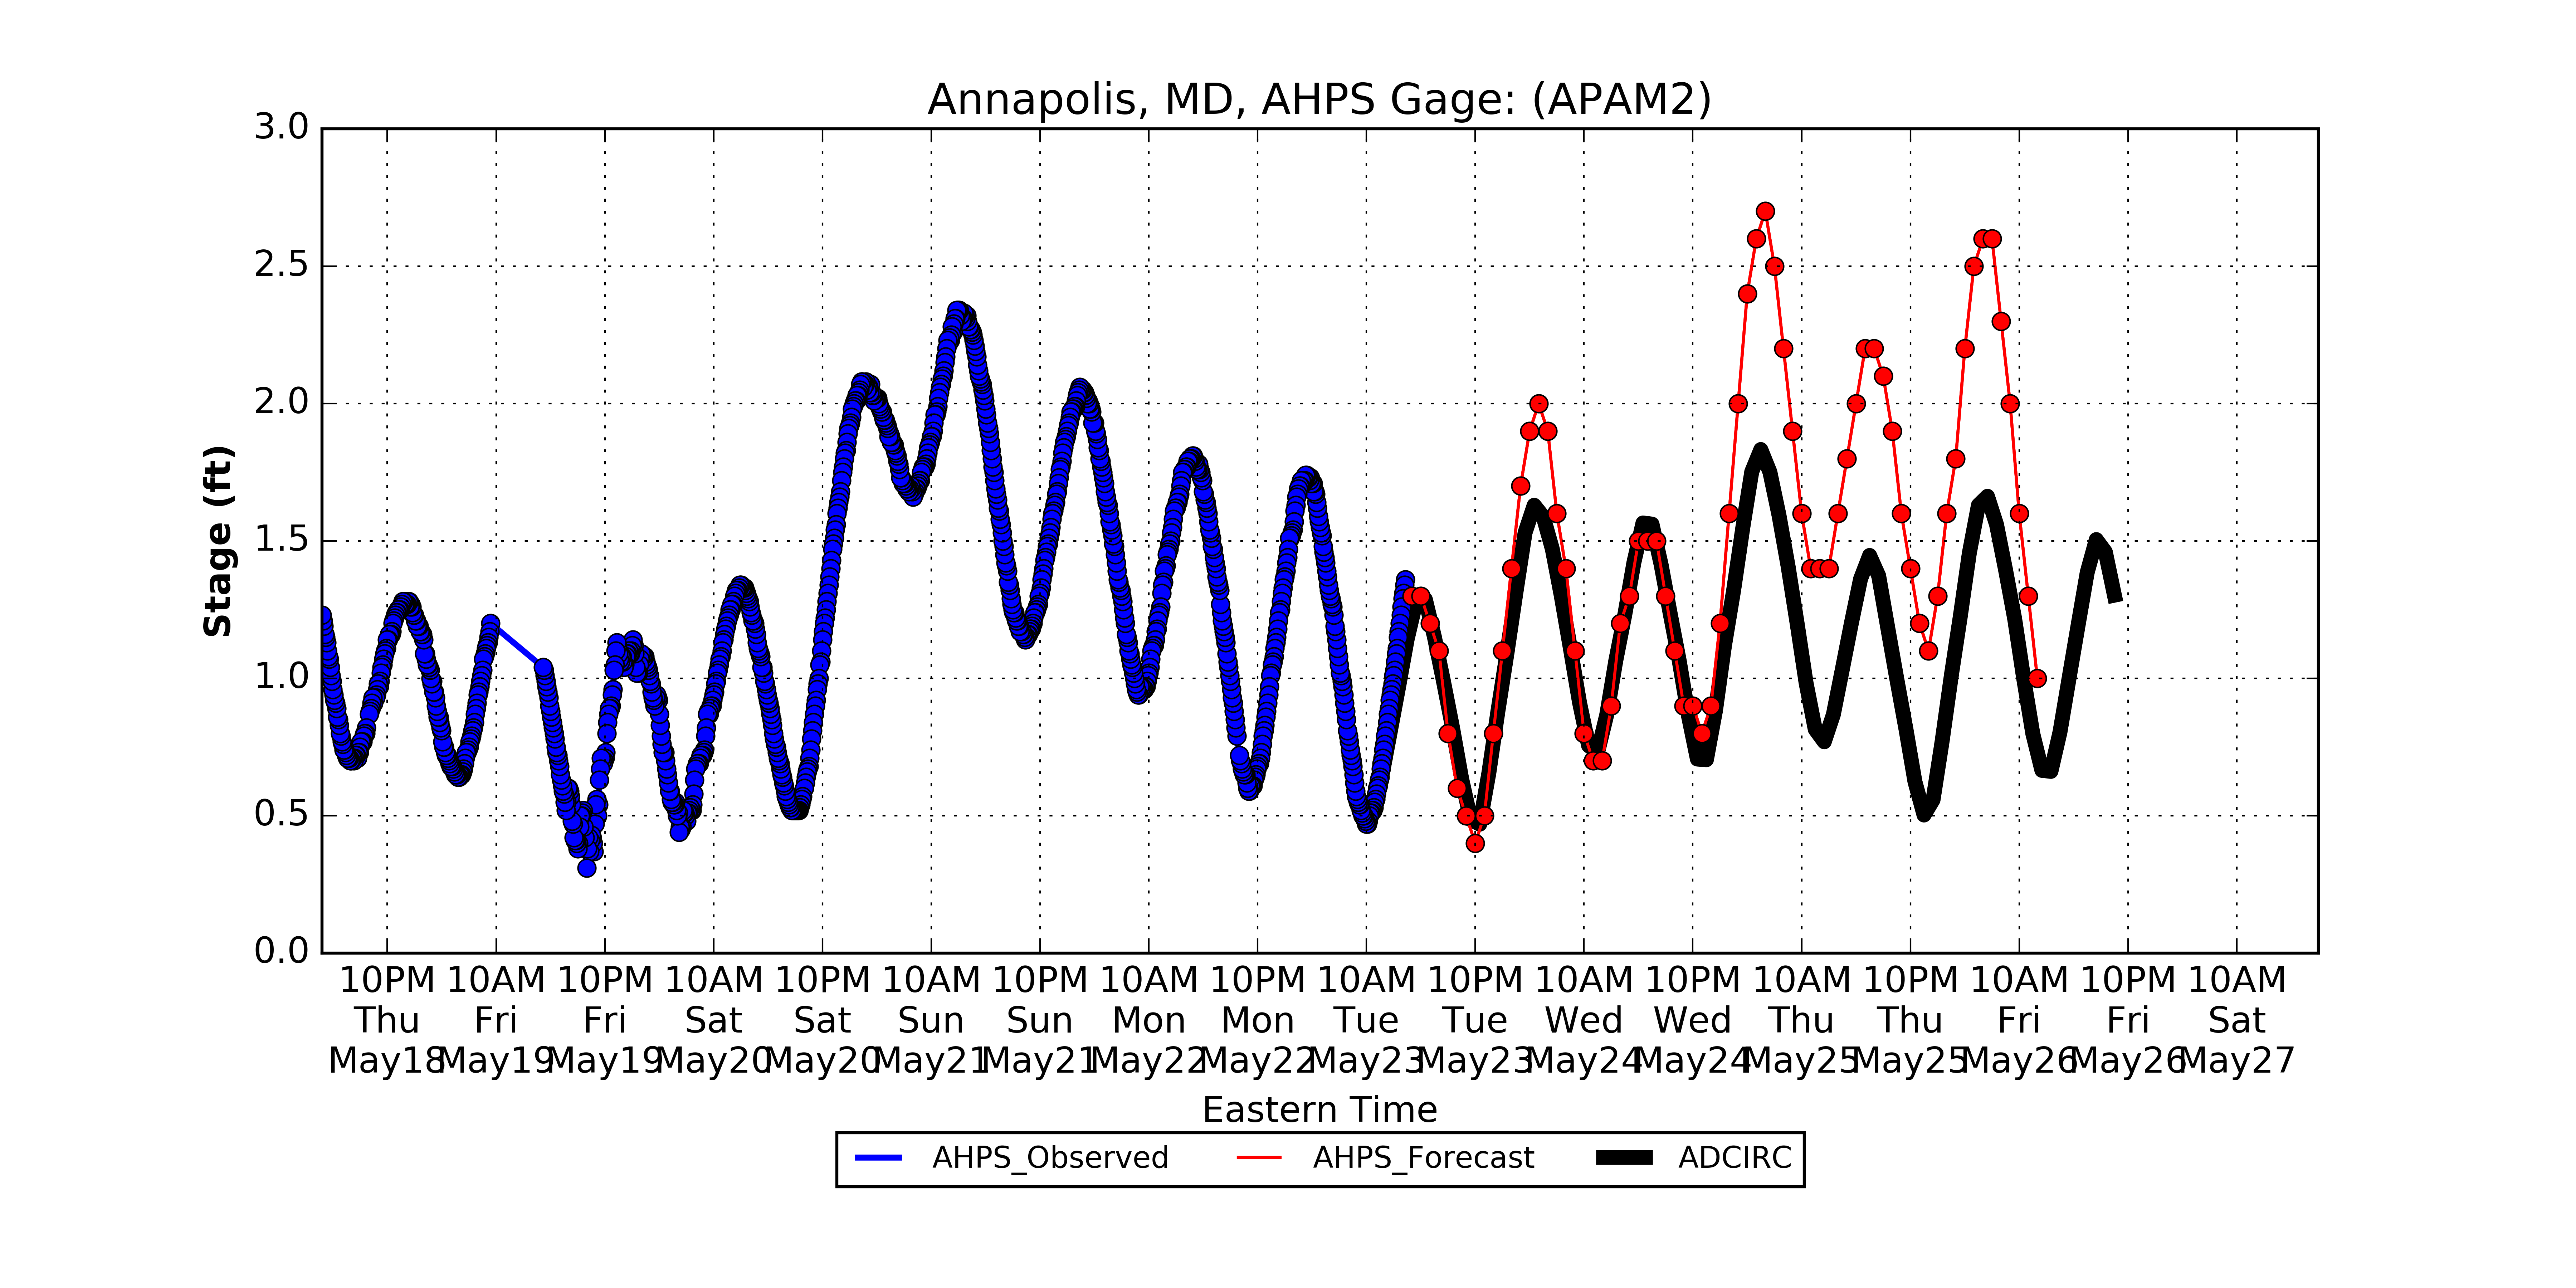 Annapolis, MD, AHPS Gage: (APAM2)
3.0
2.5
2.0
1.5
1.0
0.5
0.0
Stage (ft)
10PM 10AM 10PM 10AM 10PM 10AM 10PM 10AM 10PM 10AM 10PM 10AM 10PM 10AM 10PM 10AM 10PM 10AM
Thu Fri Fri Sat Sat Sun Sun Mon Mon Tue Tue Wed Wed Thu Thu Fri Fri Sat
May18 May19 May19 May20 May20 May21 May21 May22 May22 May23 May23 May24 May24 May25 May25 May26 May26 May27
Eastern Time
AHPS_Observed AHPS_Forecast ADCIRC